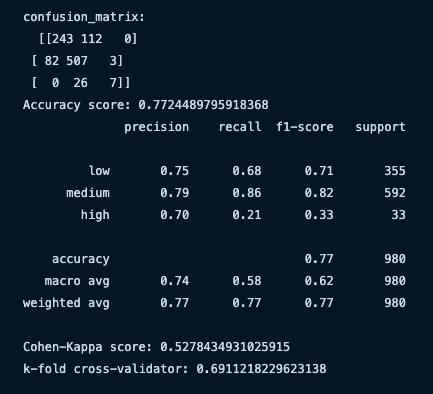 confusion_matrix:
[[243 112   0]
[ 82 507   3]
[  0  26   7]]
Accuracy score: 0.7724489795918368
precision    recall  f1-score   support
low       0.75      0.68      0.71       355
medium       0.79      0.86      0.82       592
high       0.70      0.21      0.33        33
accuracy                           0.77       980
macro avg       0.74      0.58      0.62       980
weighted avg       0.77      0.77      0.77       980
Cohen-Kappa score: 0.5278434931025915
k-fold cross-validator: 0.6911218229623138